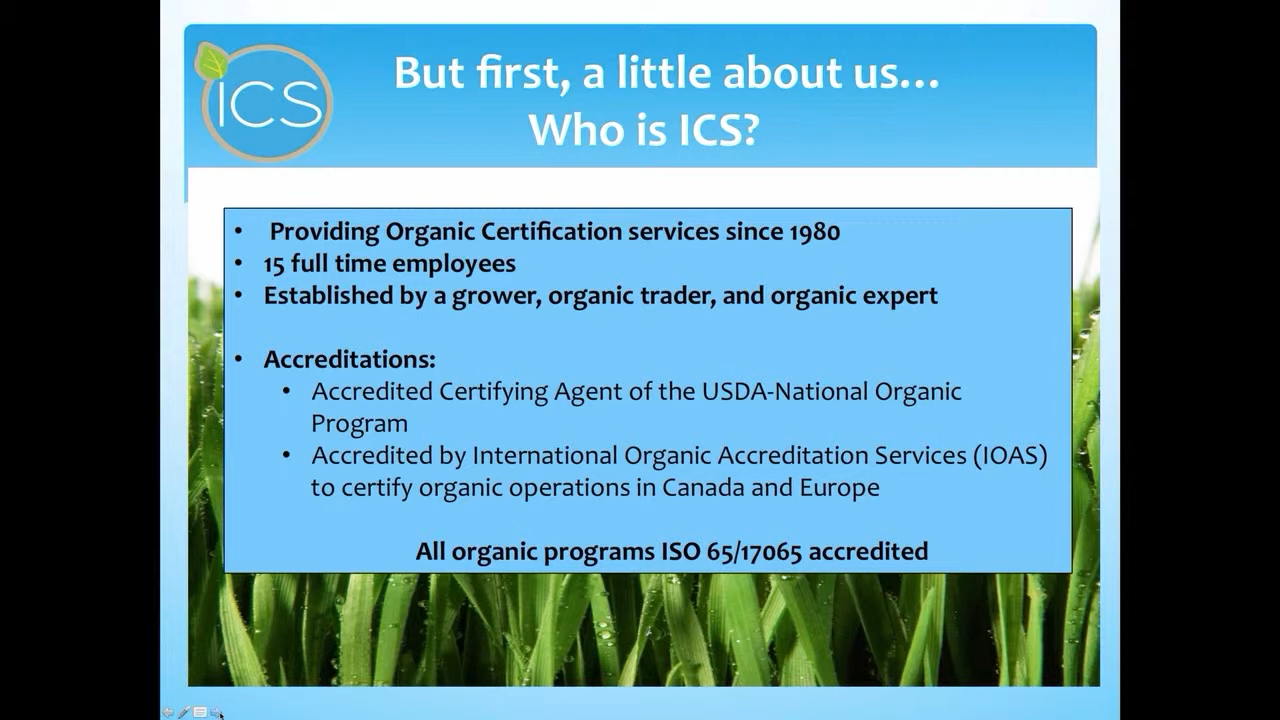 ICS
But first, a little about us...
Who is ICS?
• Providing Organic Certification services since 1980
• 15 full time employees
• Established by a grower, organic trader, and organic expert
• Accreditations:
• Accredited Certifying Agent of the USDA-National Organic
Program
• Accredited by International Organic Accreditation Services (IOAS)
to certify organic operations in Canada and Europe
All organic programs ISO 65/17065 accredited